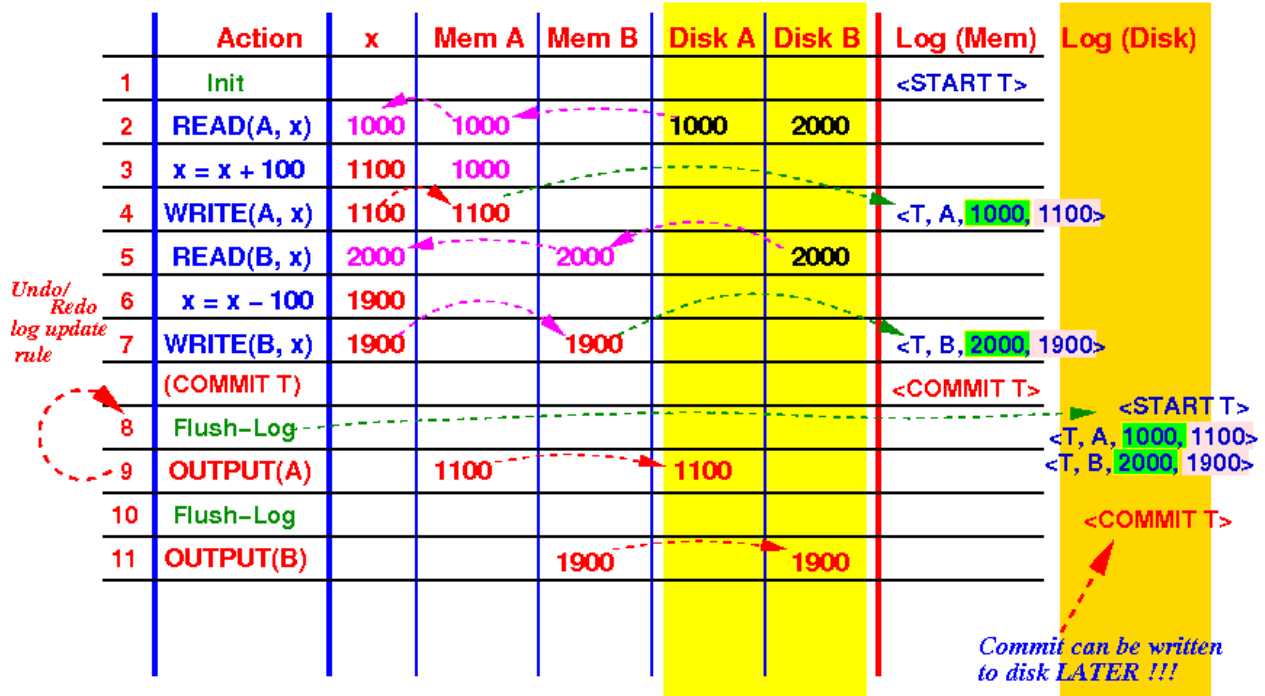 Action x Mem A Mem B Disk A Disk B Log (Mem) Log (Disk)
1 Init <START T>
2 READ(A, x) 1000 1000 1000 2000
3 x = x + 100 1100 1000
4 WRITE(A, x) 1100 1100 <T, A, 1000, 1100>
5 READ(B, x) 2000 2000 2000
Undo/
Redo
log update
rule
6 x = x − 100 1900
7 WRITE(B, x) 1900 1900 <T, B, 2000, 1900>
(COMMIT T) <COMMIT T>
<START T>
8 Flush−Log
<T, A, 1000, 1100>
<T, B, 2000, 1900>
9 OUTPUT(A) 1100 1100
10 Flush−Log <COMMIT T>
11 OUTPUT(B) 1900 1900
Commit can be written
to disk LATER !!!